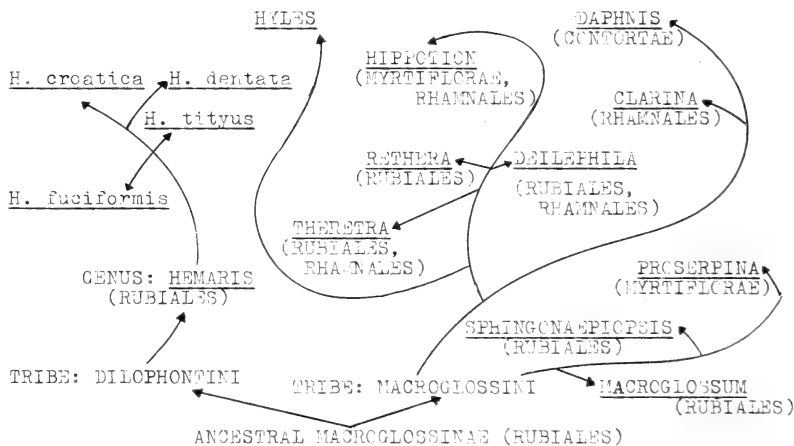 HYLES
DAPHNIS
(CONTORTAE)
HIPPOTION
(MYRTIFLORAE,
RHAMNALES)
H. croatica
H. dentata
H. tityus
CLARINA
(RHAMNALES)
RETHERA
(RUBIALES)
DEILEPHILA
(RUBIALES,
RHAMNALES)
H. fuciformis
THERETRA
(RUBIALES,
RHAMNALES)
GENUS: HEMARIS
(RUBIALES)
PROSERPINA
(MYRTIFLORAE)
SPHINGONAEPIOPSIS
(RUBIALES)
TRIBE: DILOPHONTINI
TRIBE: MACROGLOSSINI
MACROGLOSSUM
(RUBIALES)
ANCESTRAL MACROGLOSSINAE (RUBIALES)